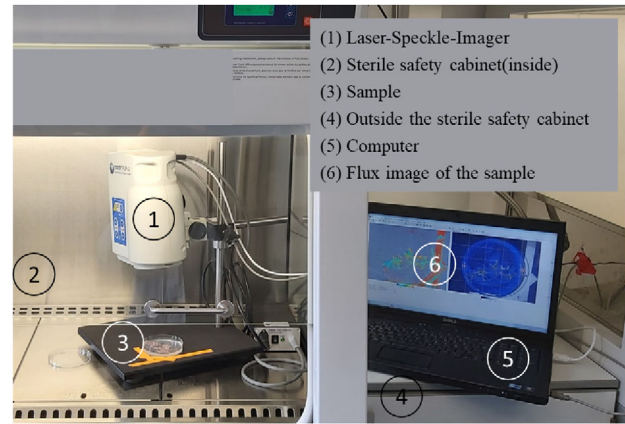 (1) Laser-Speckle-Imager
(2) Sterile safety cabinet(inside)
(3) Sample
(4) Outside the sterile safety cabinet
(5) Computer
(6) Flux image of the sample
1
2
6
3
5
4
DELL